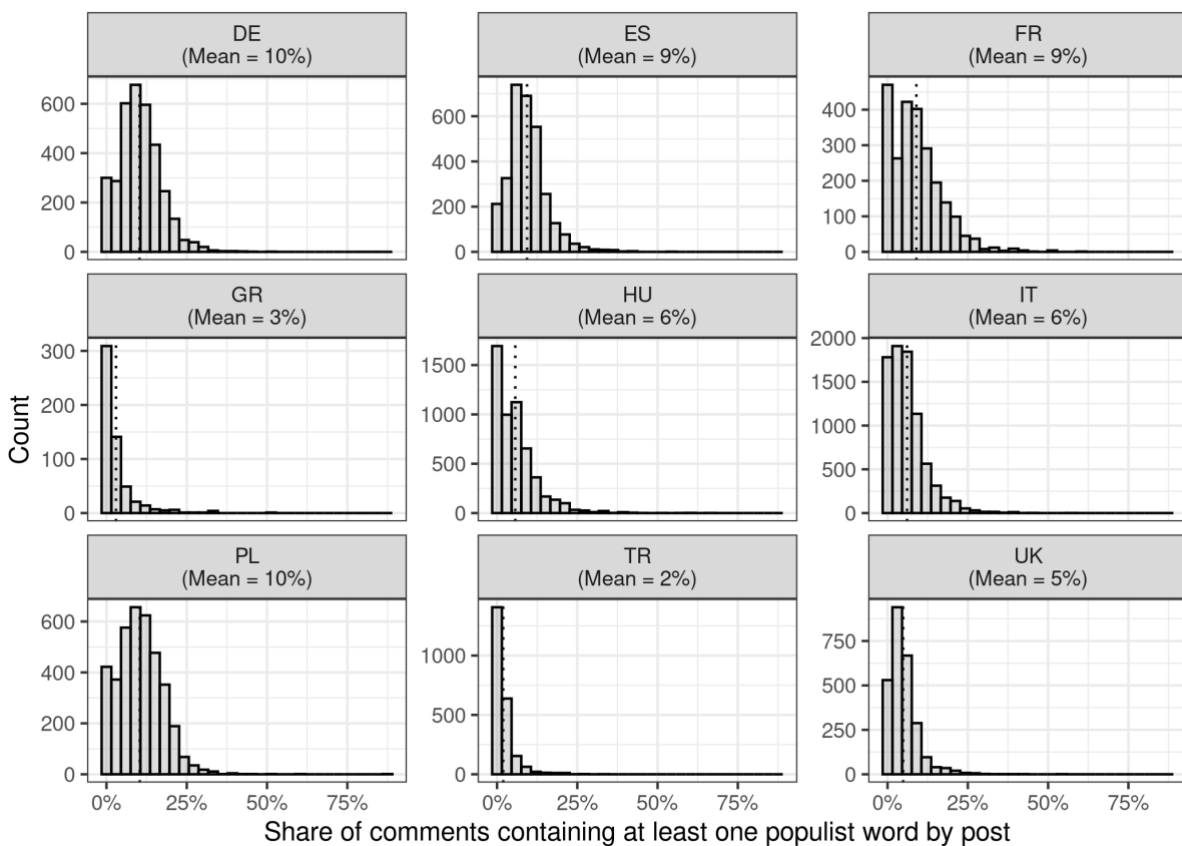 DE
(Mean = 10%)
ES
(Mean = 9%)
FR
(Mean = 9%)
600
400
200
0
600
400
200
0
400
300
200
100
0
GR
(Mean = 3%)
HU
(Mean = 6%)
IT
(Mean = 6%)
300
200
100
0
1500
1000
500
0
2000
1500
1000
500
0
Count
PL
(Mean = 10%)
TR
(Mean = 2%)
UK
(Mean = 5%)
600
400
200
0
1000
500
0
750
500
250
0
0% 25% 50% 75%
0% 25% 50% 75%
0% 25% 50% 75%
Share of comments containing at least one populist word by post